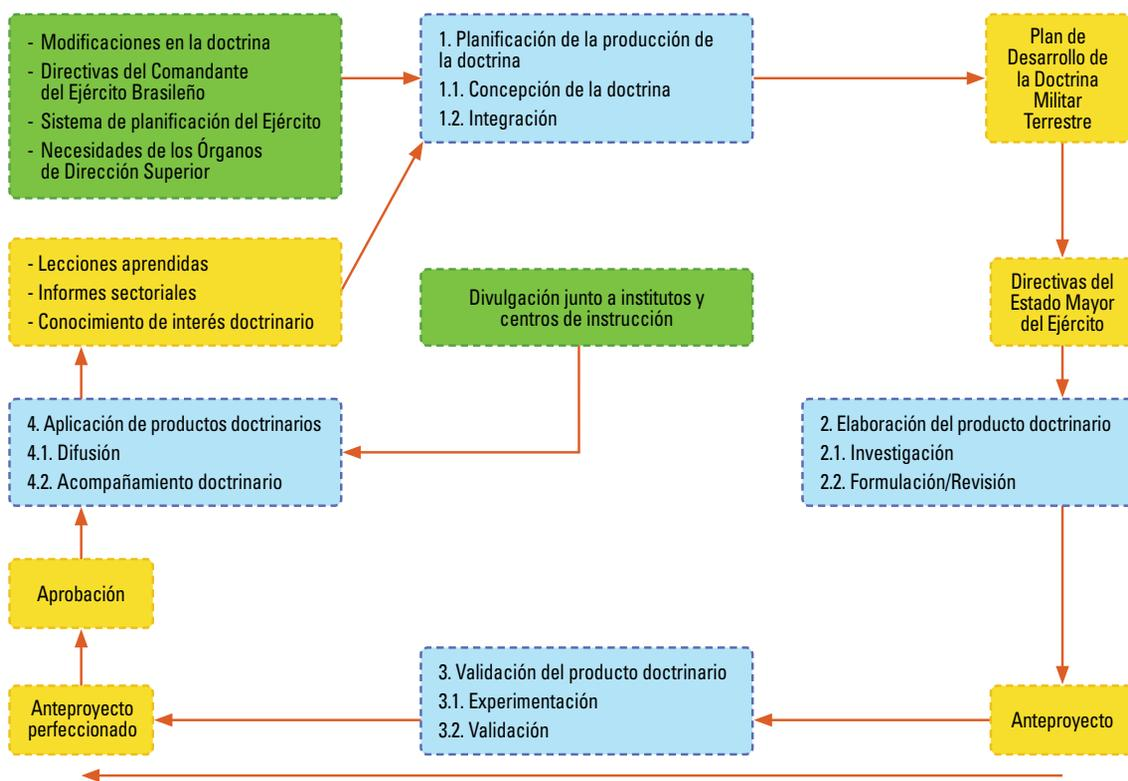 - Modificaciones en la doctrina
- Directivas del Comandante
del Ejército Brasileño
- Sistema de planificación del Ejército
- Necesidades de los Órganos
de Dirección Superior
1. Planificación de la producción de
la doctrina
1.1. Concepción de la doctrina
1.2. Integración
Plan de
Desarrollo de
la Doctrina
Militar
Terrestre
- Lecciones aprendidas
- Informes sectoriales
- Conocimiento de interés doctrinario
Divulgación junto a institutos y
centros de instrucción
Directivas del
Estado Mayor
del Ejército
4. Aplicación de productos doctrinarios
4.1. Difusión
4.2. Acompañamiento doctrinario
2. Elaboración del producto doctrinario
2.1. Investigación
2.2. Formulación/Revisión
Aprobación
Anteproyecto
perfeccionado
3. Validación del producto doctrinario
3.1. Experimentación
3.2. Validación
Anteproyecto